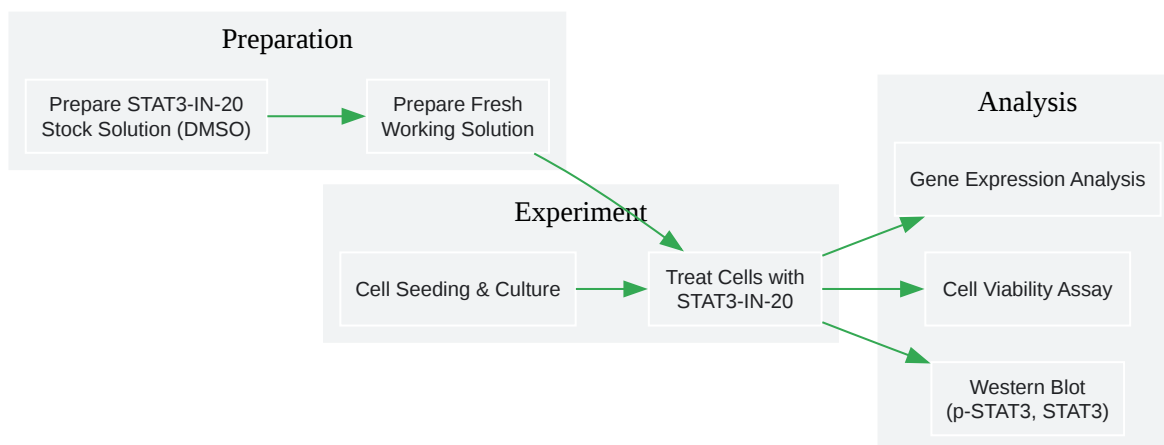 Preparation
Prepare STAT3-IN-20
Stock Solution (DMSO)
Prepare Fresh
Working Solution
Experiment
Cell Seeding & Culture
Treat Cells with
STAT3-IN-20
Analysis
Gene Expression Analysis
Cell Viability Assay
Western Blot
(p-STAT3, STAT3)